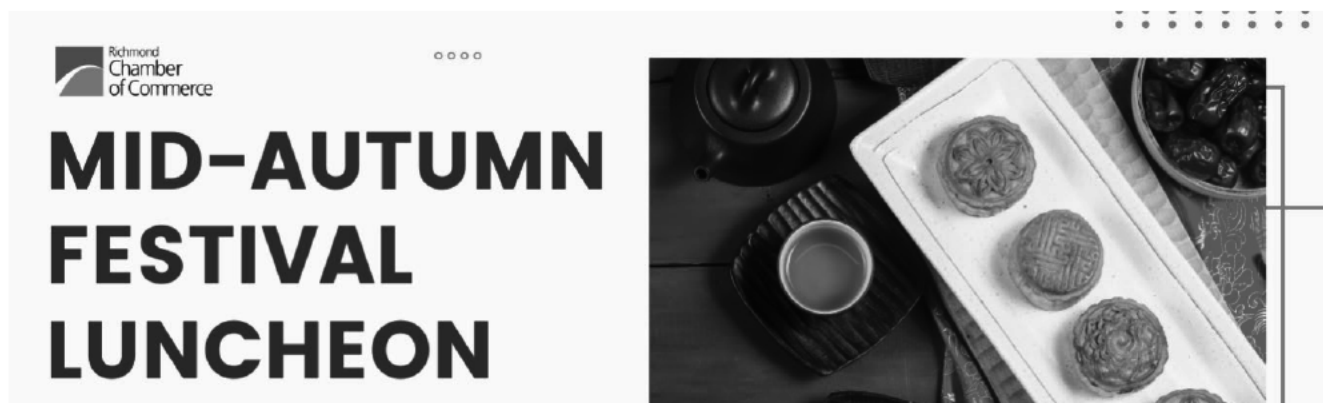 Richmond
Chamber
of Commerce
MID-AUTUMN
FESTIVAL
LUNCHEON